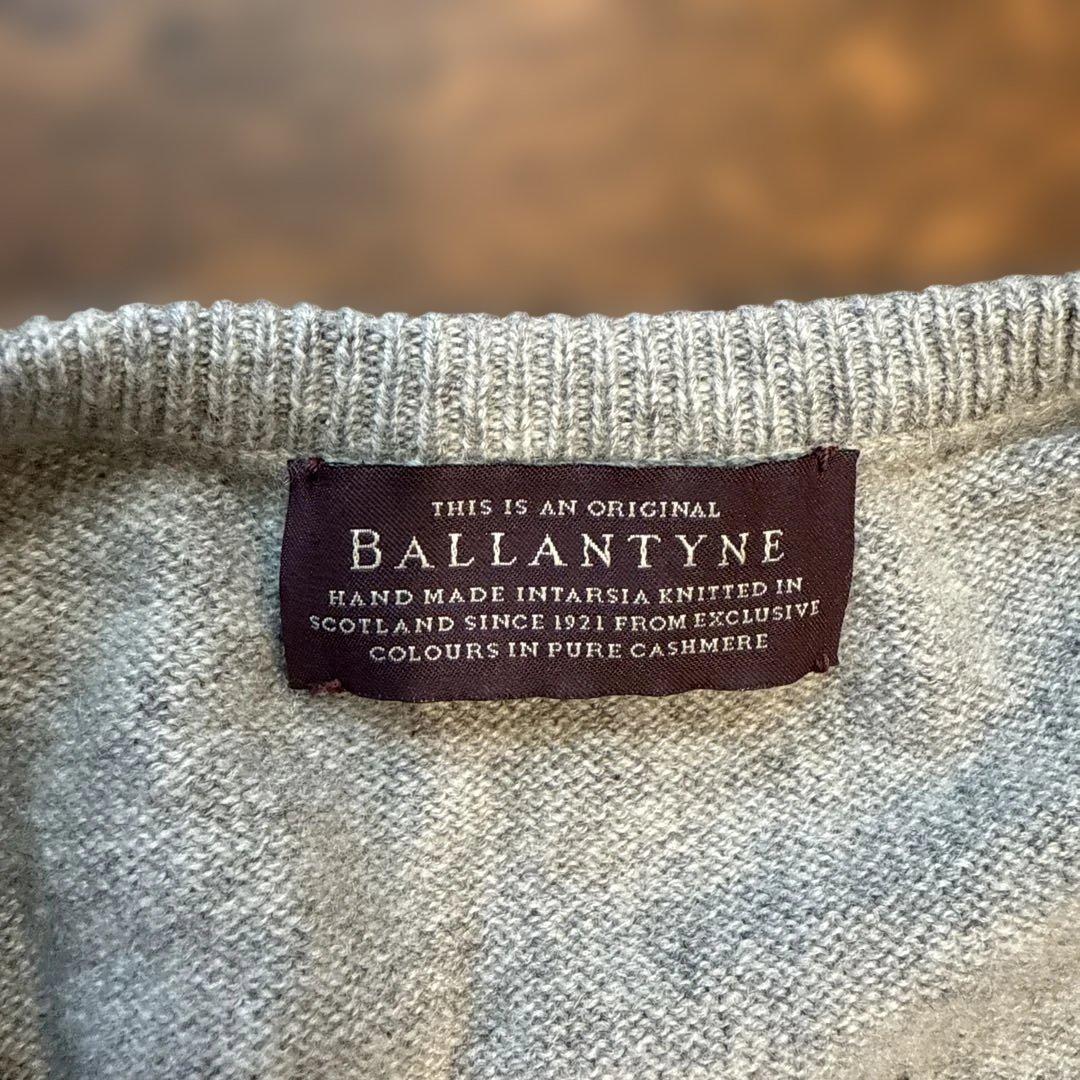 THIS IS AN ORIGINAL
BALLANTYNE
HAND MADE INTARSIA KNITTED IN
SCOTLAND SINCE 1921 FROM EXCLUSIVE
COLOURS IN PURE CASHMERE